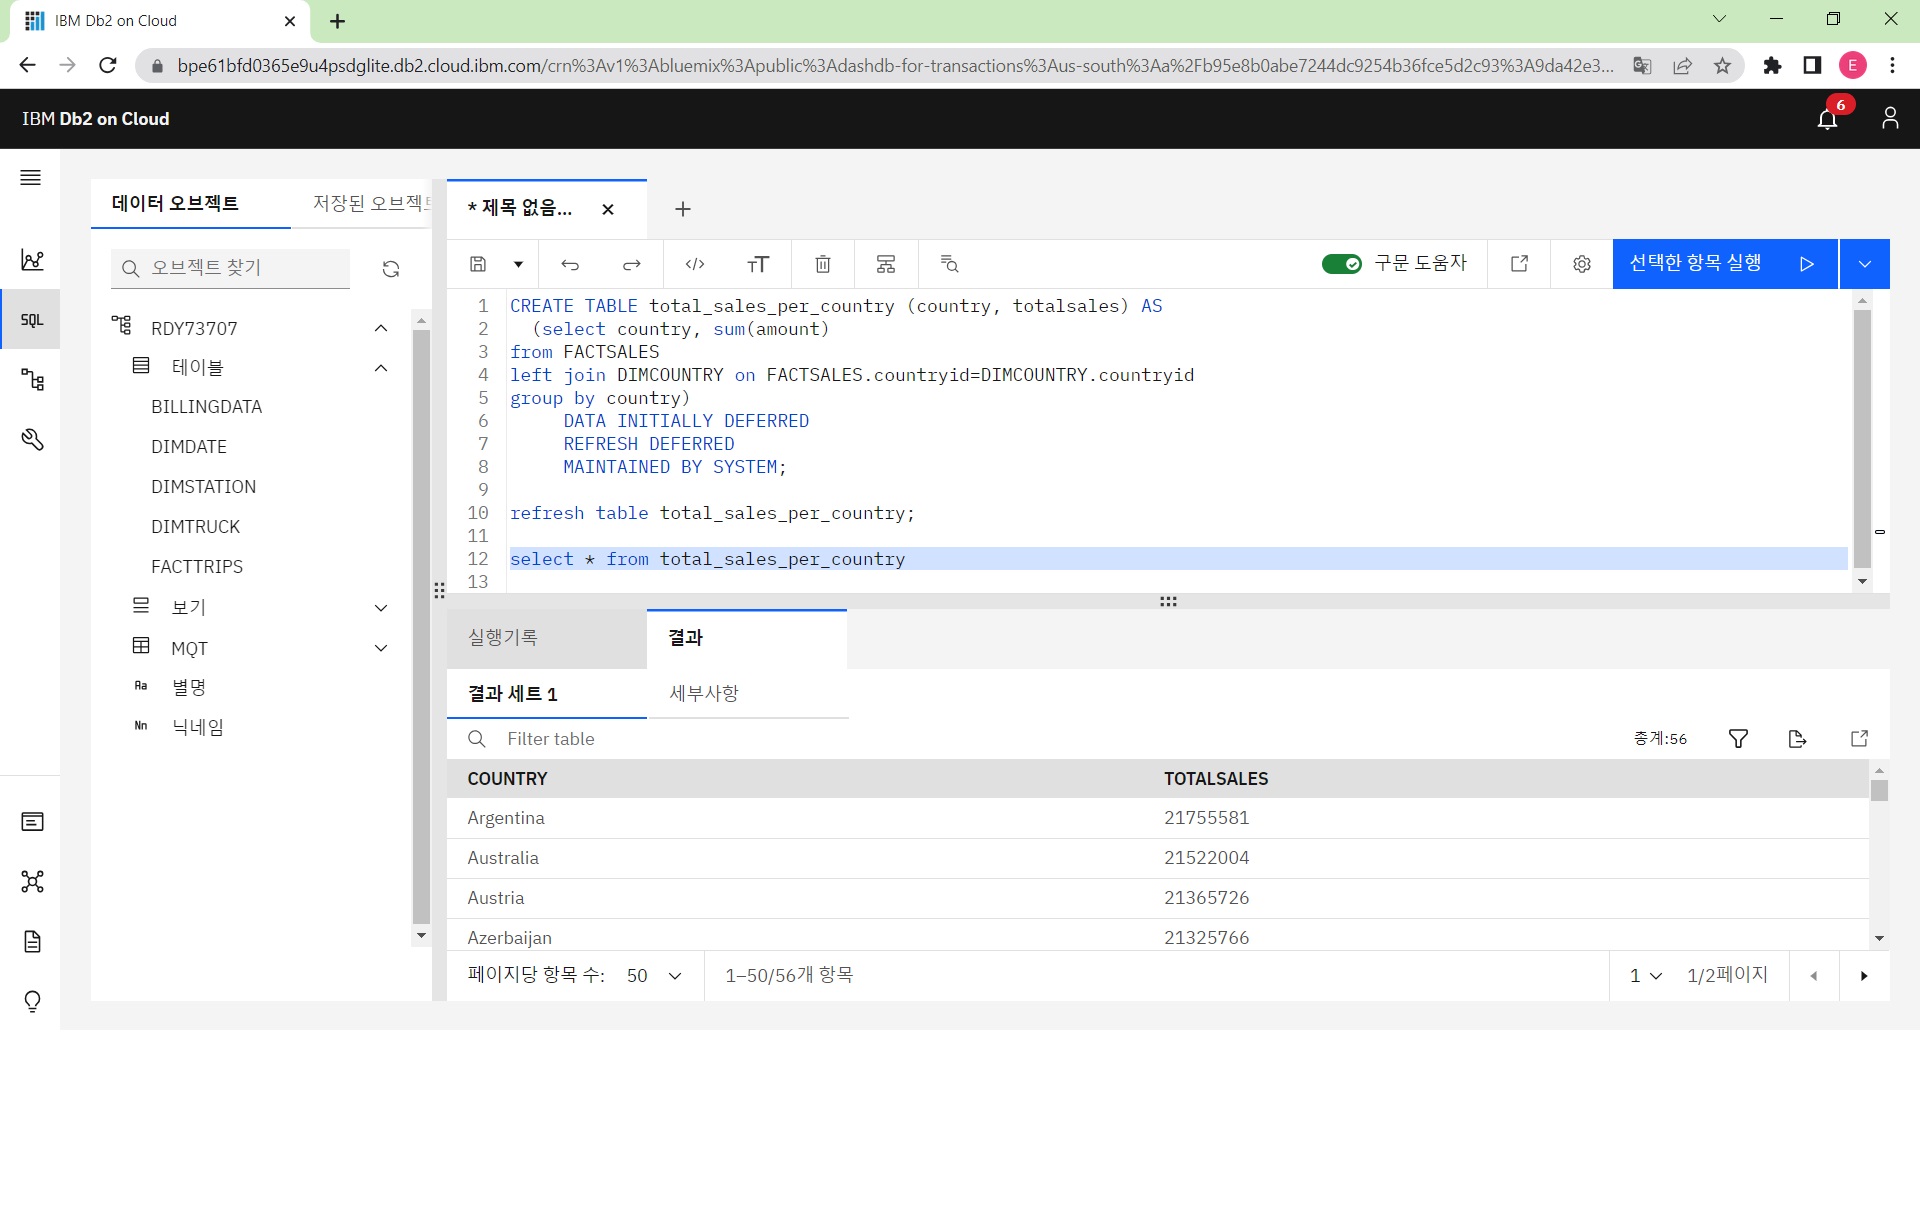 IBM Db2 on Cloud
bpe61bfd0365e9u4psdglite.db2.cloud.ibm.com/crn%3Av1%3Abluemix%3Apublic%3Adashdb-for-transactions%3Aus-south%3Aa%2Fb95e8b0abe7244dc9254b36fce5d2c93%3A9da42e3...
E
IBM Db2 on Cloud
6
데이터 오브젝트
저장된 오브젝트
* 제목 없음...
오브젝트 찾기
구문 도움자
선택한 항목 실행
SQL
RDY73707
테이블
BILLINGDATA
DIMDATE
DIMSTATION
DIMTRUCK
FACTTRIPS
보기
MQT
Aa 별명
Nn 닉네임
1 CREATE TABLE total_sales_per_country (country, totalsales) AS
2 (select country, sum(amount)
3 from FACTSALES
4 left join DIMCOUNTRY on FACTSALES.countryid=DIMCOUNTRY.countryid
5 group by country)
6 DATA INITIALLY DEFERRED
7 REFRESH DEFERRED
8 MAINTAINED BY SYSTEM;
9
10 refresh table total_sales_per_country;
11
12 select * from total_sales_per_country
13
실행기록
결과
결과 세트 1
세부사항
Filter table
총계:56
COUNTRY TOTALSALES
Argentina 21755581
Australia 21522004
Austria 21365726
Azerbaijan 21325766
페이지당 항목 수: 50
1–50/56개 항목
1
1/2페이지